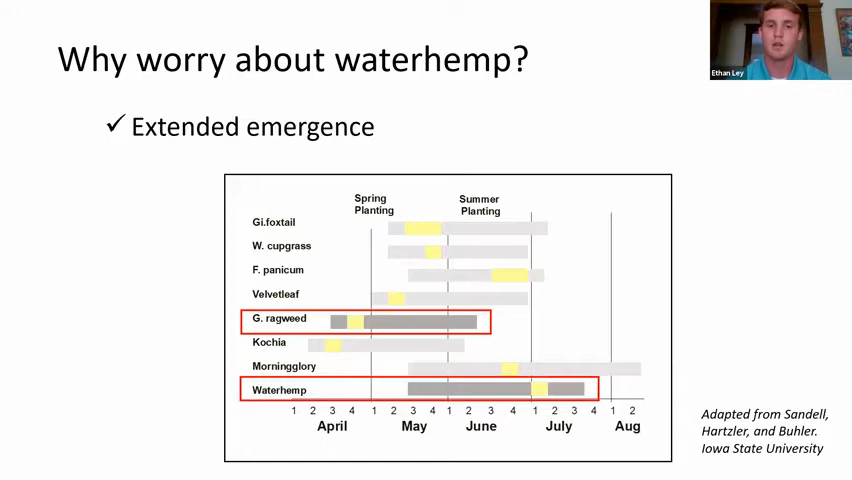 Why worry about waterhemp?
Ethan Ley
✓ Extended emergence
Spring
Planting
Summer
Planting
Gi.foxtail
W. cupgrass
F. panicum
Velvetleaf
G. ragweed
Kochia
Morningglory
Waterhemp
1 2 3 4 1 2 3 4 1 2 3 4 1 2 3 4 1 2
April May June July Aug
Adapted from Sandell,
Hartzler, and Buhler.
Iowa State University